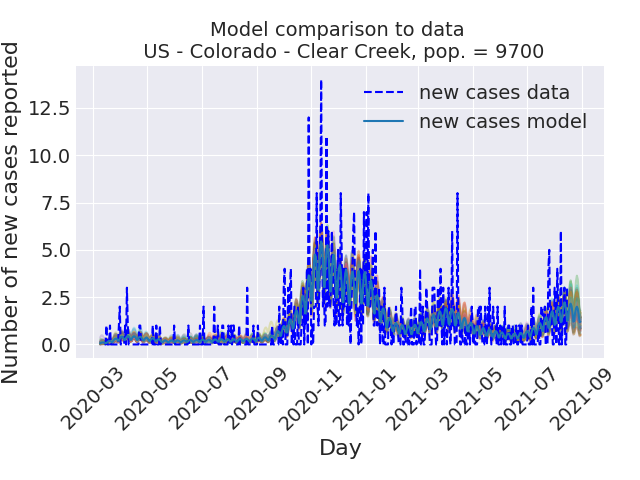 Model comparison to data
US - Colorado - Clear Creek, pop. = 9700
Number of new cases reported
12.5
10.0
7.5
5.0
2.5
0.0
new cases data
new cases model
2020-03
2020-05
2020-07
2020-09
2020-11
2021-01
2021-03
2021-05
2021-07
2021-09
Day